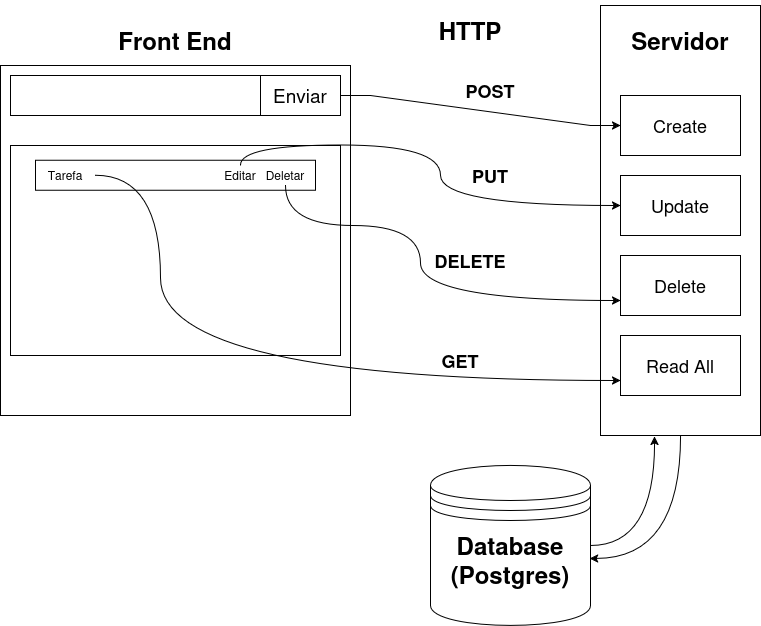 Front End
HTTP
Servidor
Enviar
POST
Create
Tarefa
Editar
Deletar
PUT
Update
DELETE
Delete
GET
Read All
Database
(Postgres)